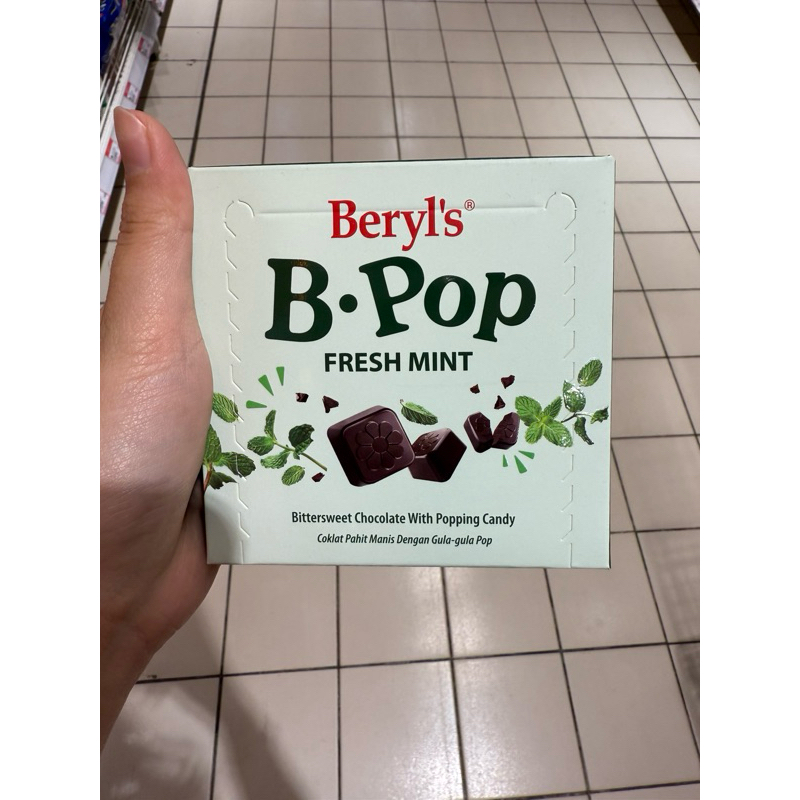 Beryl's®
B·Pop
FRESH MINT
Bittersweet Chocolate With Popping Candy
Coklat Pahit Manis Dengan Gula-gula Pop